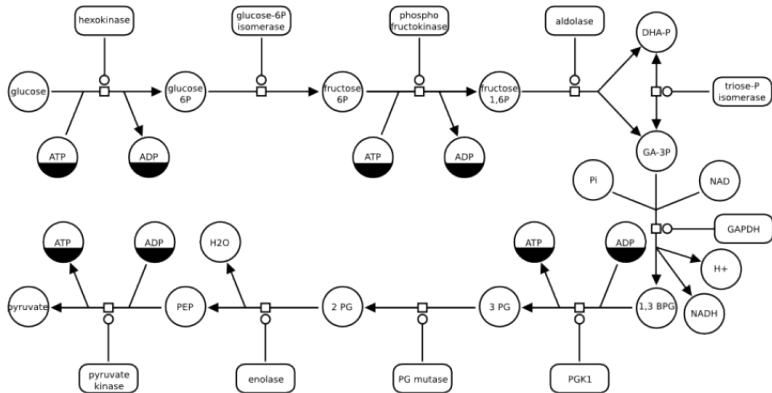 hexokinase
glucose-6P
isomerase
phospho
fructokinase
aldolase
DHA-P
glucose
glucose
6P
fructose
6P
fructose
1,6P
triose-P
isomerase
ATP
ADP
ATP
ADP
GA-3P
Pi
NAD
GAPDH
ATP
ADP
H2O
ATP
ADP
H+
NADH
pyruvate
PEP
2 PG
3 PG
1,3 BPG
pyruvate
kinase
enolase
PG mutase
PGK1